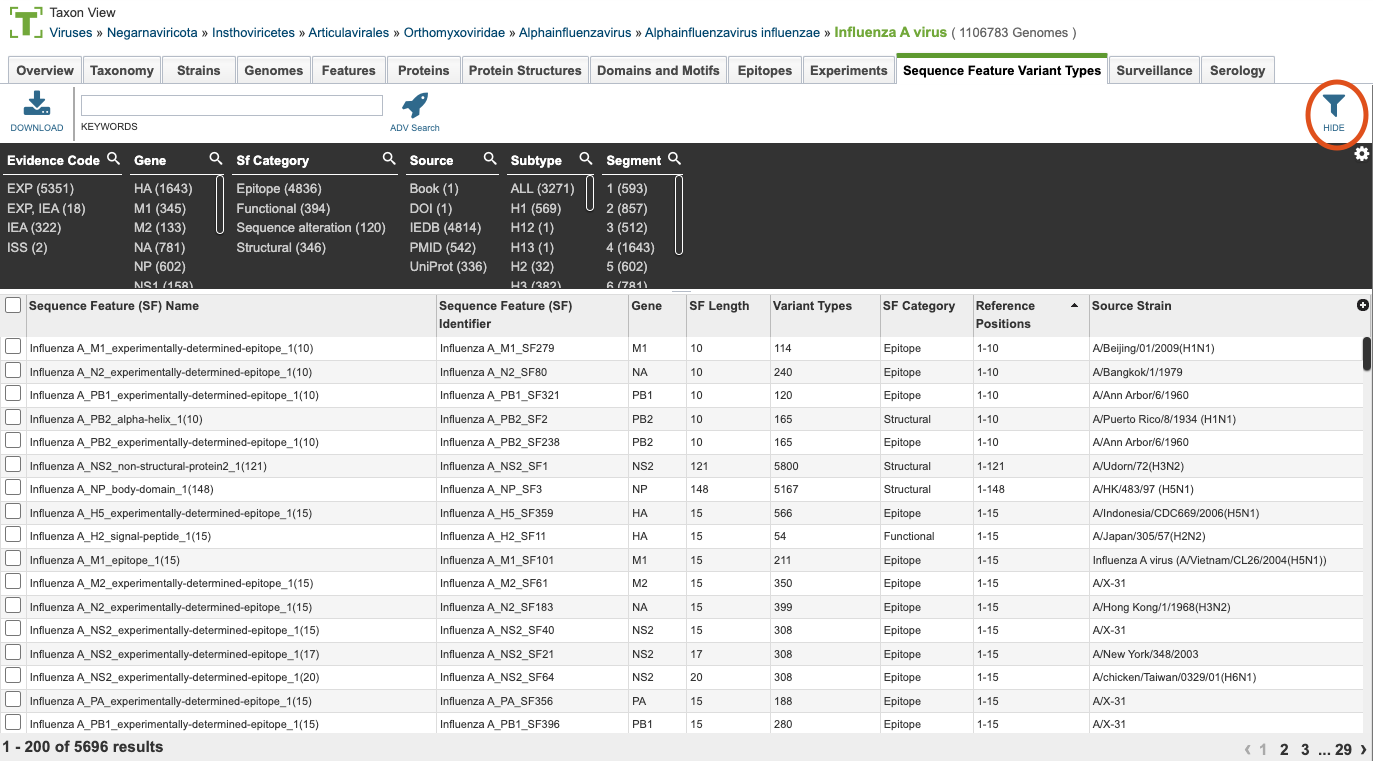 Taxon View
Viruses » Negarnaviricota » Insthoviricetes » Articulavirales » Orthomyxoviridae » Alphainfluenzavirus » Alphainfluenzavirus influenzae » Influenza A virus ( 1106783 Genomes )
Overview Taxonomy Strains Genomes Features Proteins Protein Structures Domains and Motifs Epitopes Experiments Sequence Feature Variant Types Surveillance Serology
DOWNLOAD KEYWORDS ADV Search HIDE
Evidence Code Gene Sf Category Source Subtype Segment
EXP (5351) HA (1643) Epitope (4836) Book (1) ALL (3271) 1 (593)
EXP, IEA (18) M1 (345) Functional (394) DOI (1) H1 (569) 2 (857)
IEA (322) M2 (133) Sequence alteration (120) IEDB (4814) H12 (1) 3 (512)
ISS (2) NA (781) Structural (346) PMID (542) H13 (1) 4 (1643)
NP (602) UniProt (336) H2 (32) 5 (602)
NS1 (158) H3 (382) 6 (781)
Sequence Feature (SF) Name Sequence Feature (SF) Identifier Gene SF Length Variant Types SF Category Reference Positions Source Strain
Influenza A_M1_experimentally-determined-epitope_1(10) Influenza A_M1_SF279 M1 10 114 Epitope 1-10 A/Beijing/01/2009(H1N1)
Influenza A_N2_experimentally-determined-epitope_1(10) Influenza A_N2_SF80 NA 10 240 Epitope 1-10 A/Bangkok/1/1979
Influenza A_PB1_experimentally-determined-epitope_1(10) Influenza A_PB1_SF321 PB1 10 120 Epitope 1-10 A/Ann Arbor/6/1960
Influenza A_PB2_alpha-helix_1(10) Influenza A_PB2_SF2 PB2 10 165 Structural 1-10 A/Puerto Rico/8/1934 (H1N1)
Influenza A_PB2_experimentally-determined-epitope_1(10) Influenza A_PB2_SF238 PB2 10 165 Epitope 1-10 A/Ann Arbor/6/1960
Influenza A_NS2_non-structural-protein2_1(121) Influenza A_NS2_SF1 NS2 121 5800 Structural 1-121 A/Udorn/72(H3N2)
Influenza A_NP_body-domain_1(148) Influenza A_NP_SF3 NP 148 5167 Structural 1-148 A/HK/483/97 (H5N1)
Influenza A_H5_experimentally-determined-epitope_1(15) Influenza A_H5_SF359 HA 15 566 Epitope 1-15 A/Indonesia/CDC669/2006(H5N1)
Influenza A_H2_signal-peptide_1(15) Influenza A_H2_SF11 HA 15 54 Functional 1-15 A/Japan/305/57(H2N2)
Influenza A_M1_epitope_1(15) Influenza A_M1_SF101 M1 15 211 Epitope 1-15 Influenza A virus (A/Vietnam/CL26/2004(H5N1))
Influenza A_M2_experimentally-determined-epitope_1(15) Influenza A_M2_SF61 M2 15 350 Epitope 1-15 A/X-31
Influenza A_N2_experimentally-determined-epitope_1(15) Influenza A_N2_SF183 NA 15 399 Epitope 1-15 A/Hong Kong/1/1968(H3N2)
Influenza A_NS2_experimentally-determined-epitope_1(15) Influenza A_NS2_SF40 NS2 15 308 Epitope 1-15 A/X-31
Influenza A_NS2_experimentally-determined-epitope_1(17) Influenza A_NS2_SF21 NS2 17 308 Epitope 1-15 A/New York/348/2003
Influenza A_NS2_experimentally-determined-epitope_1(20) Influenza A_NS2_SF64 NS2 20 308 Epitope 1-15 A/chicken/Taiwan/0329/01(H6N1)
Influenza A_PA_experimentally-determined-epitope_1(15) Influenza A_PA_SF356 PA 15 188 Epitope 1-15 A/X-31
Influenza A_PB1_experimentally-determined-epitope_1(15) Influenza A_PB1_SF396 PB1 15 280 Epitope 1-15 A/X-31
1 - 200 of 5696 results ‹ 1 2 3 ... 29 ›